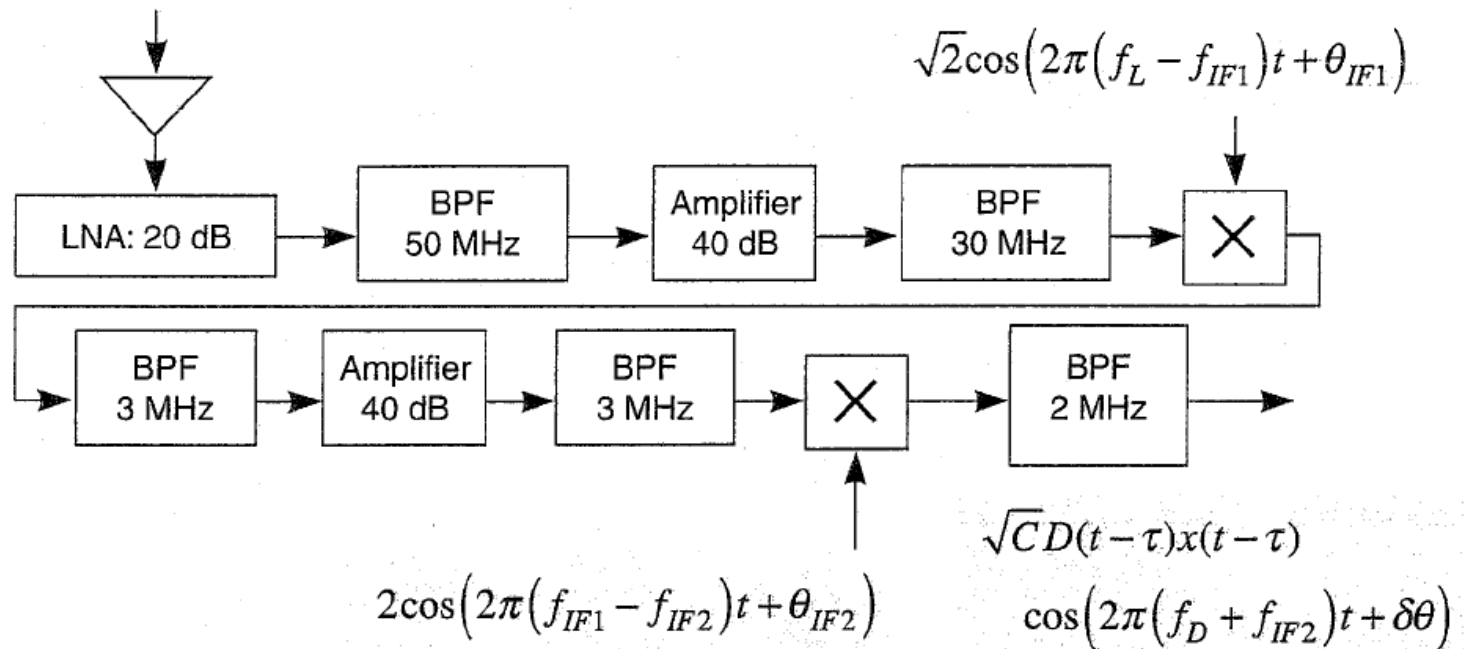 √2cos(2π(f_L − f_IF1)t + θ_IF1)
LNA: 20 dB
BPF
50 MHz
Amplifier
40 dB
BPF
30 MHz
×
BPF
3 MHz
Amplifier
40 dB
BPF
3 MHz
×
BPF
2 MHz
2cos(2π(f_IF1 − f_IF2)t + θ_IF2)
√C D(t − τ)x(t − τ)
cos(2π(f_D + f_IF2)t + δθ)